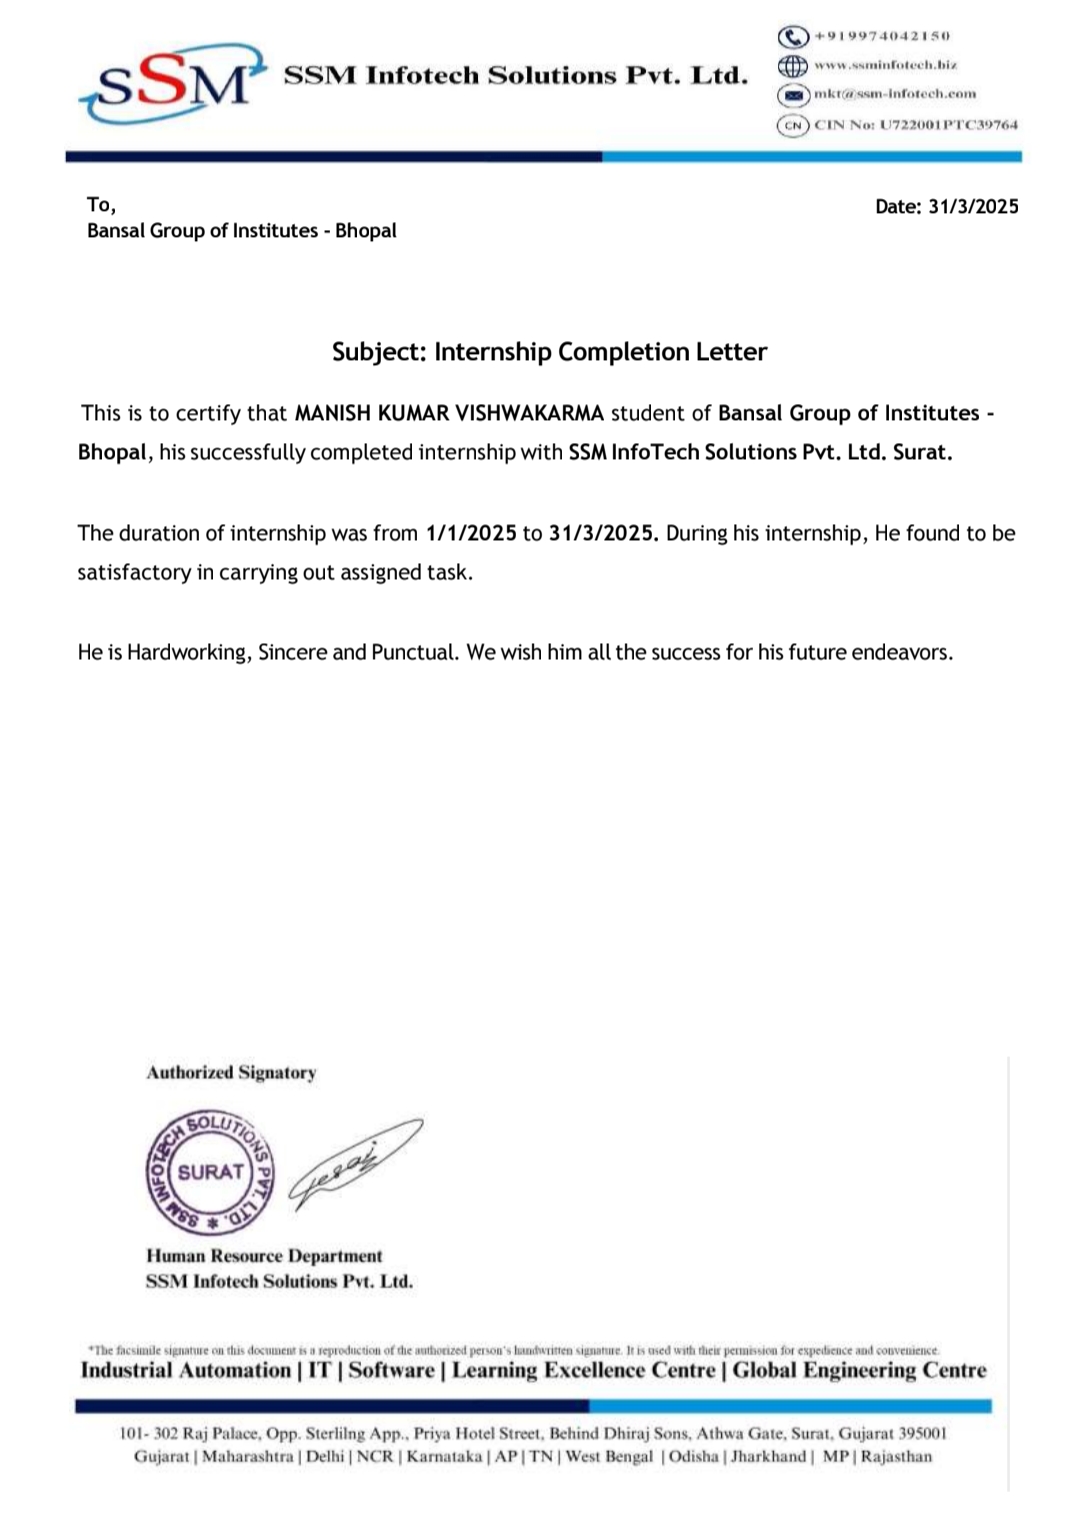 SSM
SSM Infotech Solutions Pvt. Ltd.
+919974042150
www.ssminfotech.biz
mkt@ssm-infotech.com
CN CIN No: U722001PTC39764
To,
Date: 31/3/2025
Bansal Group of Institutes - Bhopal
Subject: Internship Completion Letter
This is to certify that MANISH KUMAR VISHWAKARMA student of Bansal Group of Institutes -
Bhopal, his successfully completed internship with SSM InfoTech Solutions Pvt. Ltd. Surat.
The duration of internship was from 1/1/2025 to 31/3/2025. During his internship, He found to be
satisfactory in carrying out assigned task.
He is Hardworking, Sincere and Punctual. We wish him all the success for his future endeavors.
Authorized Signatory
SSM INFOTECH SOLUTIONS PVT. LTD. *
SURAT
Human Resource Department
SSM Infotech Solutions Pvt. Ltd.
*The facsimile signature on this document is a reproduction of the authorized person's handwritten signature. It is used with their permission for expedience and convenience.
Industrial Automation | IT | Software | Learning Excellence Centre | Global Engineering Centre
101- 302 Raj Palace, Opp. Sterlilng App., Priya Hotel Street, Behind Dhiraj Sons, Athwa Gate, Surat, Gujarat 395001
Gujarat | Maharashtra | Delhi | NCR | Karnataka | AP | TN | West Bengal | Odisha | Jharkhand | MP | Rajasthan